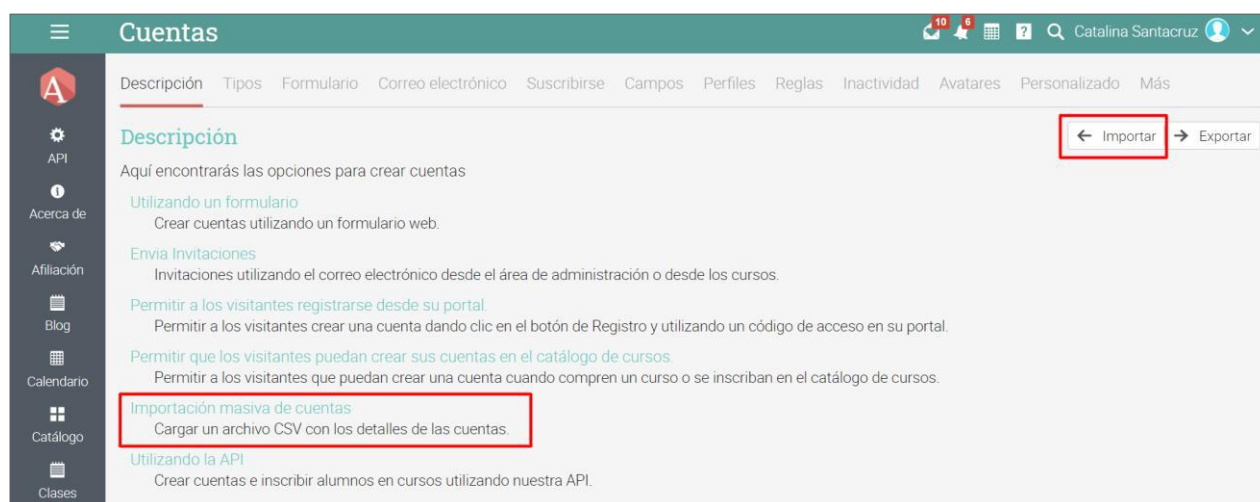 Cuentas
10
6
Catalina Santacruz
Descripción Tipos Formulario Correo electrónico Suscribirse Campos Perfiles Reglas Inactividad Avatares Personalizado Más
A
API
Acerca de
Afiliación
Blog
Calendario
Catálogo
Clases
Descripción
Importar
Exportar
Aquí encontrarás las opciones para crear cuentas
Utilizando un formulario
Crear cuentas utilizando un formulario web.
Envia Invitaciones
Invitaciones utilizando el correo electrónico desde el área de administración o desde los cursos.
Permitir a los visitantes registrarse desde su portal.
Permitir a los visitantes crear una cuenta dando clic en el botón de Registro y utilizando un código de acceso en su portal.
Permitir que los visitantes puedan crear sus cuentas en el catálogo de cursos.
Permitir a los visitantes que puedan crear una cuenta cuando compren un curso o se inscriban en el catálogo de cursos.
Importación masiva de cuentas
Cargar un archivo CSV con los detalles de las cuentas.
Utilizando la API
Crear cuentas e inscribir alumnos en cursos utilizando nuestra API.